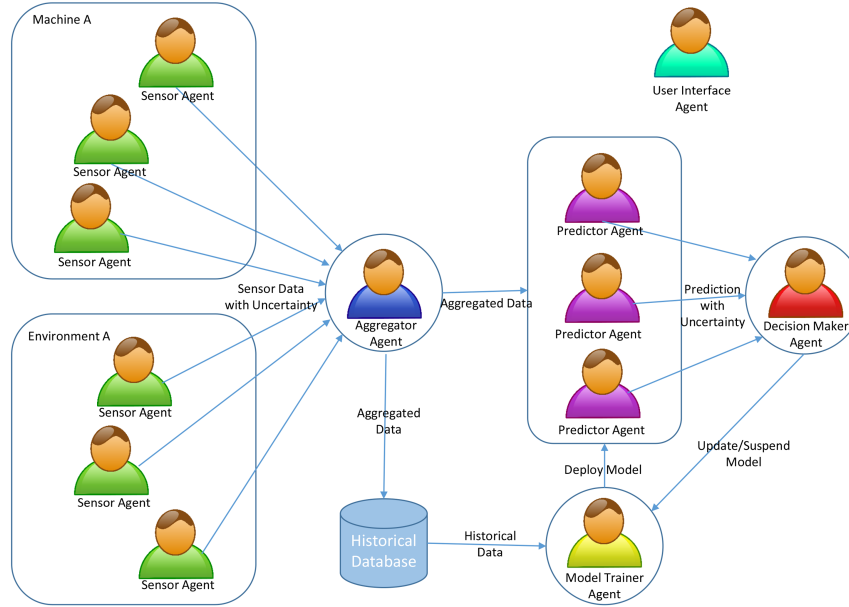 Machine A
Sensor Agent
Sensor Agent
Sensor Agent
User Interface
Agent
Sensor Data
with Uncertainty
Aggregator
Agent
Aggregated Data
Predictor Agent
Predictor Agent
Predictor Agent
Prediction
with
Uncertainty
Decision Maker
Agent
Environment A
Sensor Agent
Sensor Agent
Sensor Agent
Aggregated
Data
Historical
Database
Historical
Data
Deploy Model
Update/Suspend
Model
Model Trainer
Agent